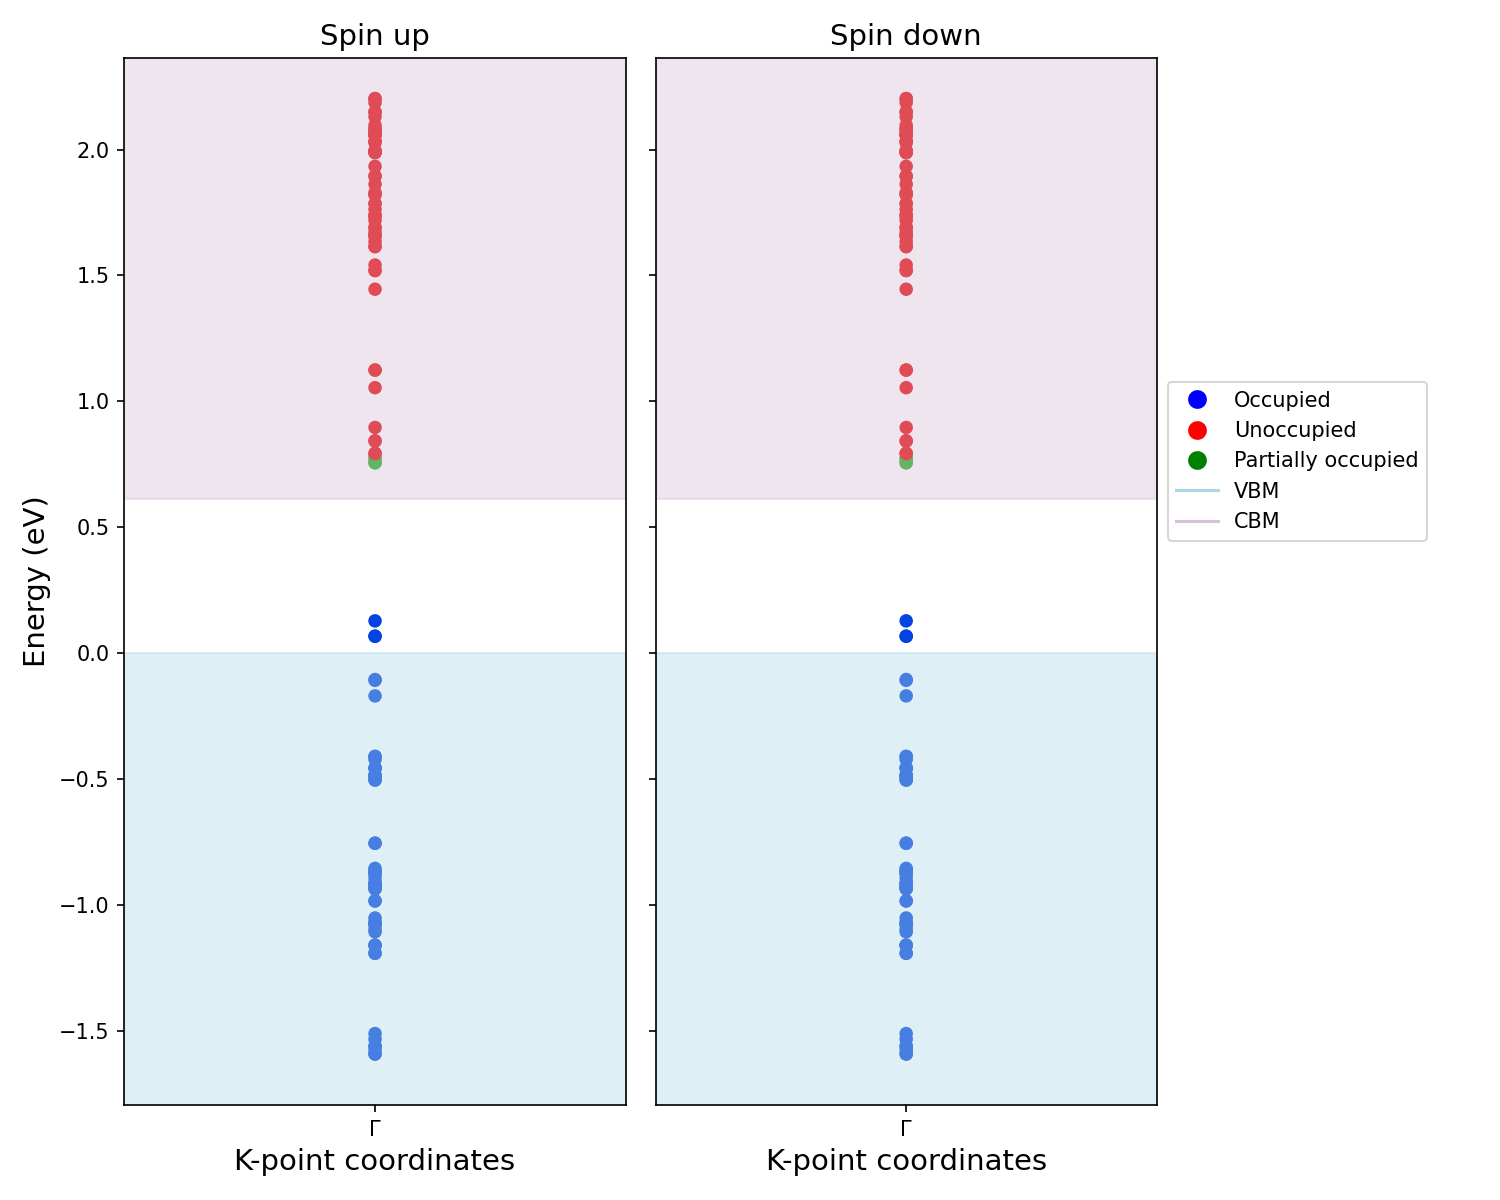 Spin up
Spin down
Energy (eV)
2.0
1.5
1.0
0.5
0.0
−0.5
−1.0
−1.5
Γ
Γ
K-point coordinates
K-point coordinates
Occupied
Unoccupied
Partially occupied
VBM
CBM